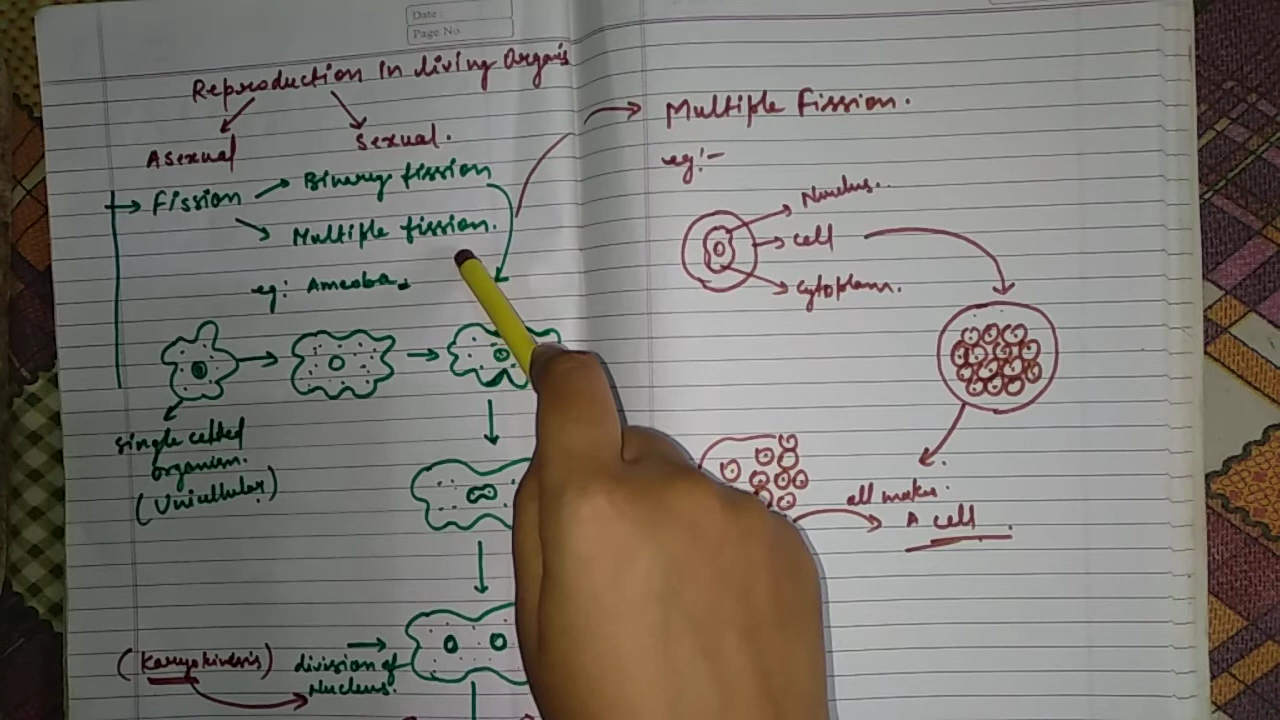 Date :
Page No.
Reproduction In living Organis
Asexual
Sexual.
Fission
Binary fission
Multiple fission.
eg: Ameoba
single celled
organism.
(Unicellular)
(Karyokinesis)
division of
Nucleus.
Multiple Fission.
eg:-
Nucleus..
cell
cytoplasm.
all makes.
A cell